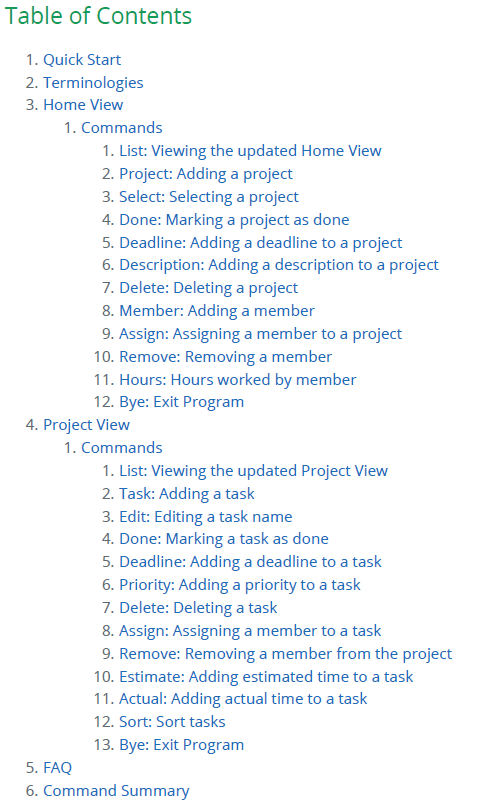 Table of Contents
1. Quick Start
2. Terminologies
3. Home View
1. Commands
1. List: Viewing the updated Home View
2. Project: Adding a project
3. Select: Selecting a project
4. Done: Marking a project as done
5. Deadline: Adding a deadline to a project
6. Description: Adding a description to a project
7. Delete: Deleting a project
8. Member: Adding a member
9. Assign: Assigning a member to a project
10. Remove: Removing a member
11. Hours: Hours worked by member
12. Bye: Exit Program
4. Project View
1. Commands
1. List: Viewing the updated Project View
2. Task: Adding a task
3. Edit: Editing a task name
4. Done: Marking a task as done
5. Deadline: Adding a deadline to a task
6. Priority: Adding a priority to a task
7. Delete: Deleting a task
8. Assign: Assigning a member to a task
9. Remove: Removing a member from the project
10. Estimate: Adding estimated time to a task
11. Actual: Adding actual time to a task
12. Sort: Sort tasks
13. Bye: Exit Program
5. FAQ
6. Command Summary